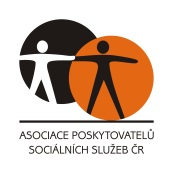 ASOCIACE POSKYTOVATELŮ
SOCIÁLNÍCH SLUŽEB ČR